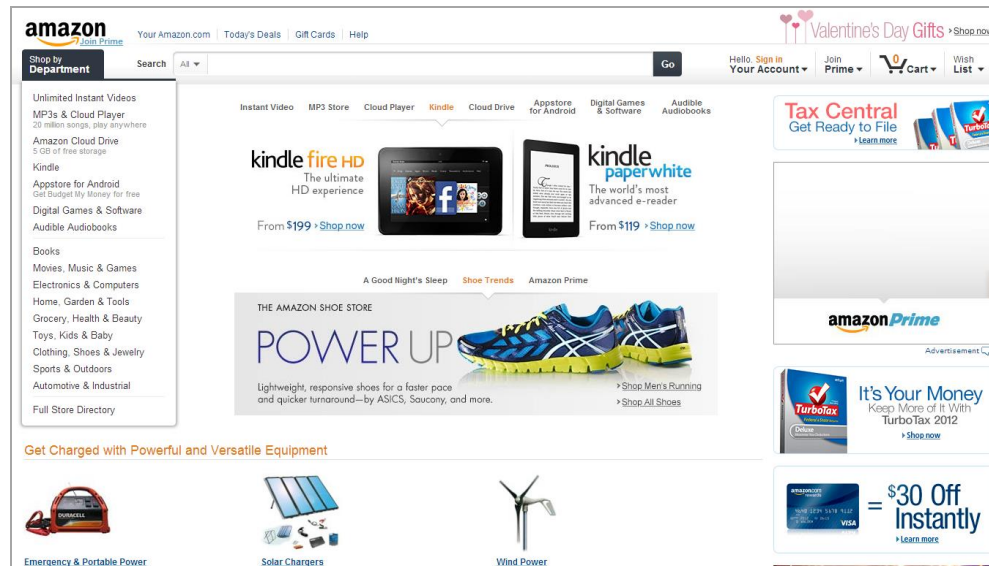 amazon
Join Prime
Your Amazon.com
Today's Deals
Gift Cards
Help
Valentine's Day Gifts
Shop now
Shop by
Department
Search
All
Go
Hello. Sign in
Your Account
Join
Prime
0
Cart
Wish
List
Unlimited Instant Videos
MP3s & Cloud Player
20 million songs, play anywhere
Amazon Cloud Drive
5 GB of free storage
Kindle
Appstore for Android
Get Budget My Money for free
Digital Games & Software
Audible Audiobooks
Books
Movies, Music & Games
Electronics & Computers
Home, Garden & Tools
Grocery, Health & Beauty
Toys, Kids & Baby
Clothing, Shoes & Jewelry
Sports & Outdoors
Automotive & Industrial
Full Store Directory
Instant Video
MP3 Store
Cloud Player
Kindle
Cloud Drive
Appstore
for Android
Digital Games
& Software
Audible
Audiobooks
kindle fire HD
The ultimate
HD experience
From $199
Shop now
kindle
paperwhite
The world's most
advanced e-reader
From $119
Shop now
A Good Night's Sleep
Shoe Trends
Amazon Prime
THE AMAZON SHOE STORE
POWER UP
Lightweight, responsive shoes for a faster pace
and quicker turnaround—by ASICS, Saucony, and more.
Shop Men's Running
Shop All Shoes
Tax Central
Get Ready to File
Learn more
TurboTax
amazonPrime
Advertisement
TurboTax
Deluxe
It's Your Money
Keep More of It With
TurboTax 2012
Shop now
amazon.com
rewards
VISA
= $30 Off
Instantly
Learn more
Get Charged with Powerful and Versatile Equipment
DURACELL
Emergency & Portable Power
Solar Chargers
Wind Power